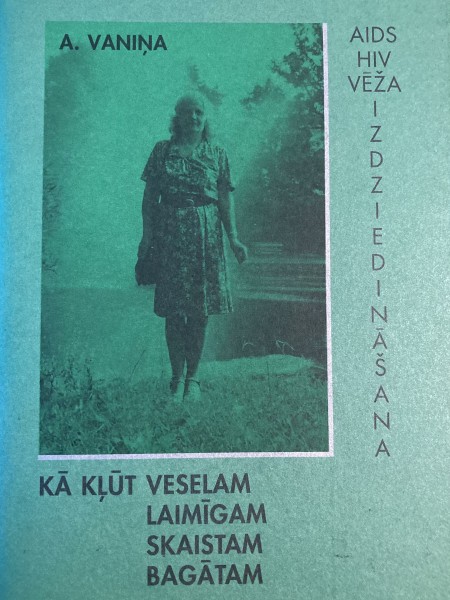 A. VANIŅA
AIDS
HIV
VĒŽA
IZDZIEDINĀŠANA
KĀ KĻŪT VESELAM
LAIMĪGAM
SKAISTAM
BAGĀTAM